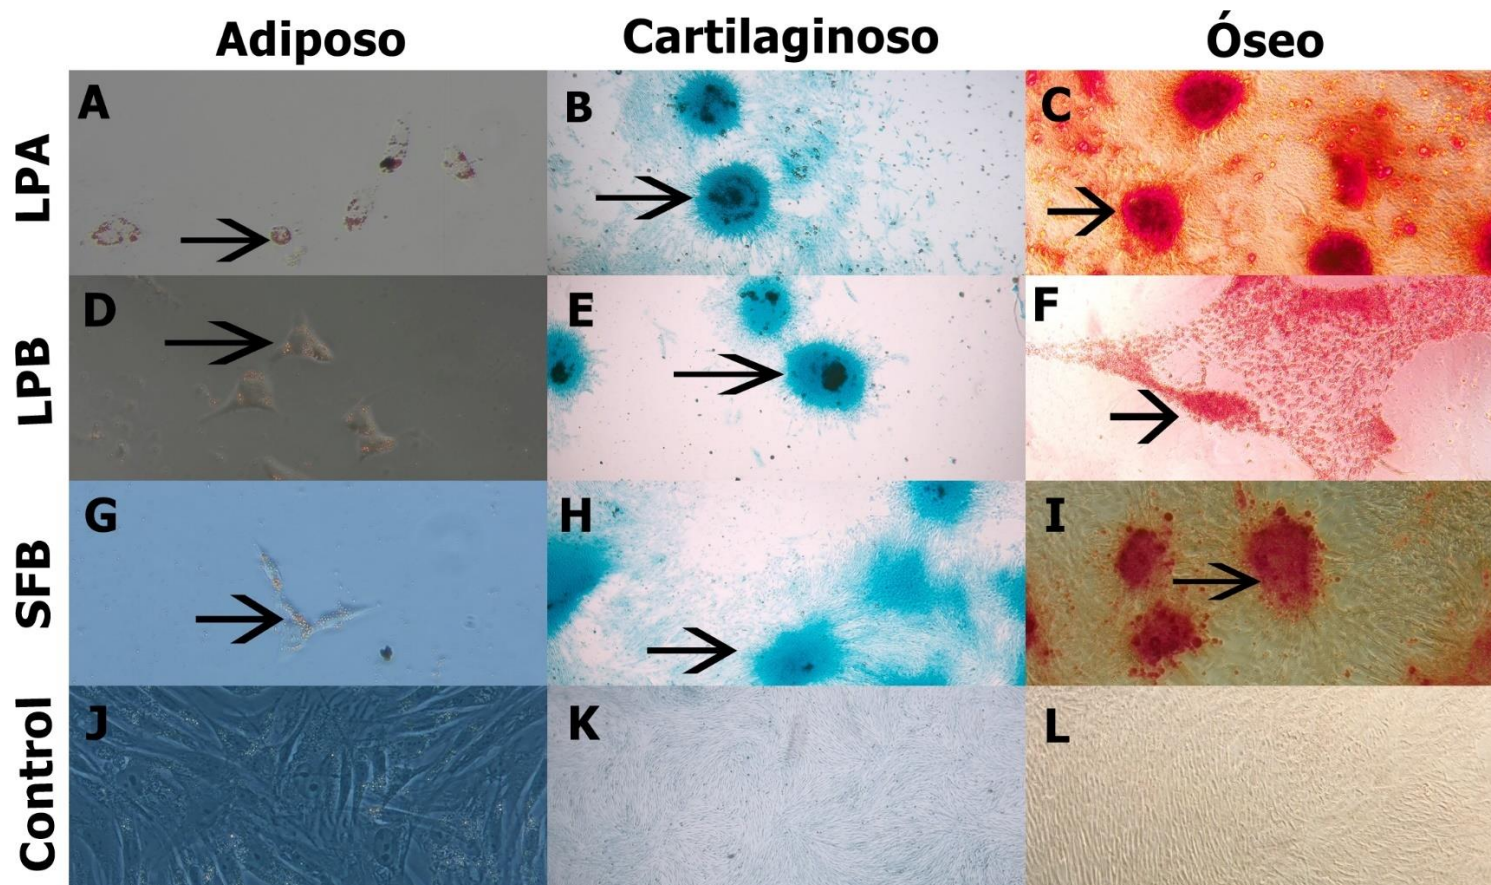 Adiposo Cartilaginoso Óseo
LPA A B C
LPB D E F
SFB G H I
Control J K L